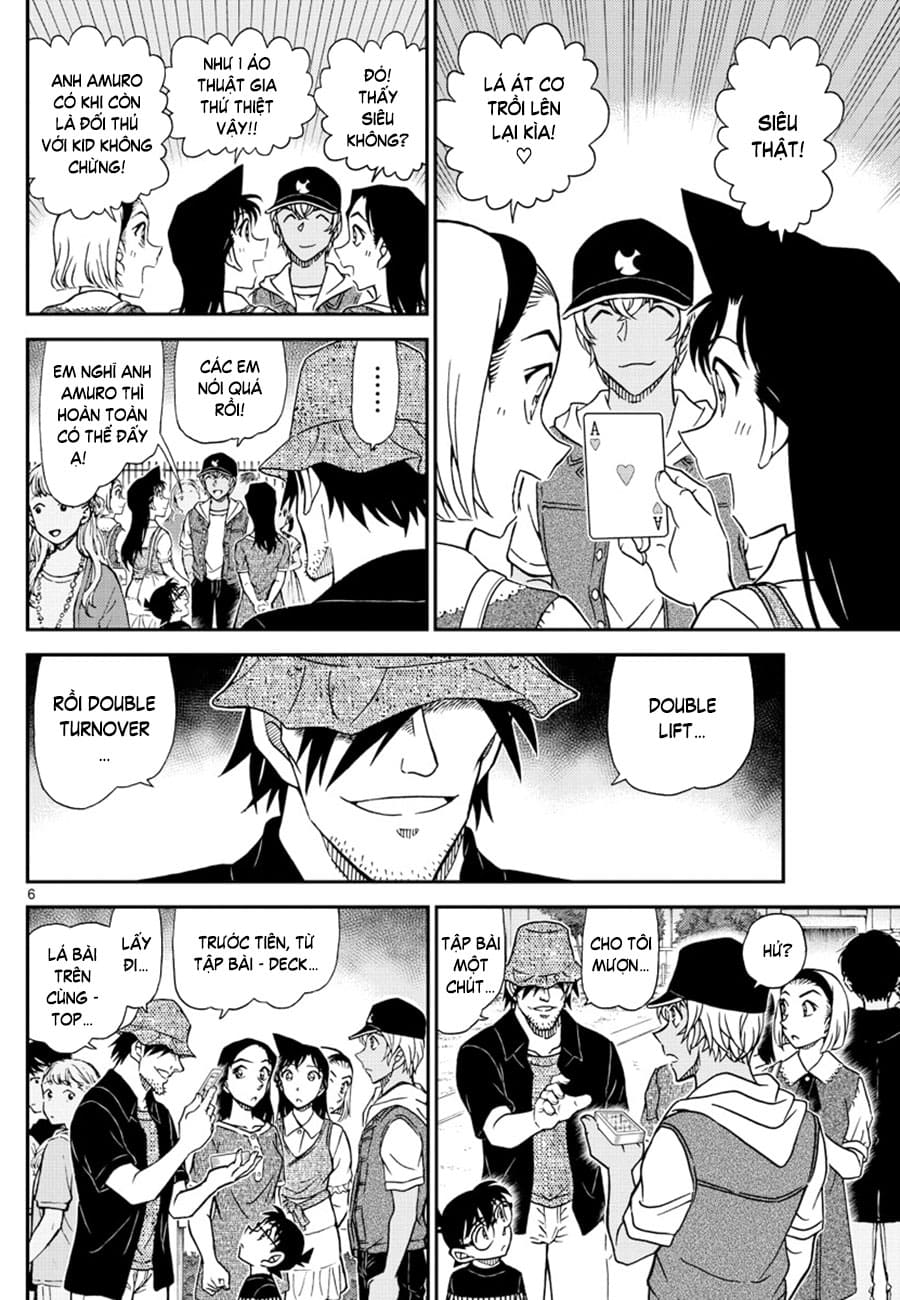 SIÊU
THẬT!
LÁ ÁT CƠ
TRỒI LÊN
LẠI KÌA!
♡
A
A
ĐÓ!
THẤY
SIÊU
KHÔNG?
NHƯ 1 ẢO
THUẬT GIA
THỨ THIỆT
VẬY!!
ANH AMURO
CÓ KHI CÒN
LÀ ĐỐI THỦ
VỚI KID KHÔNG
CHỪNG!
......
CÁC EM
NÓI QUÁ
RỒI!
EM NGHĨ ANH
AMURO THÌ
HOÀN TOÀN
CÓ THỂ ĐẤY
Ạ!
DOUBLE
LIFT...
RỒI DOUBLE
TURNOVER
...
6
HỬ?
CHO TÔI
MƯỢN...
TẬP BÀI
MỘT
CHÚT...
TRƯỚC TIÊN, TỪ
TẬP BÀI - DECK...
LẤY
ĐI...
LÁ BÀI
TRÊN
CÙNG -
TOP...